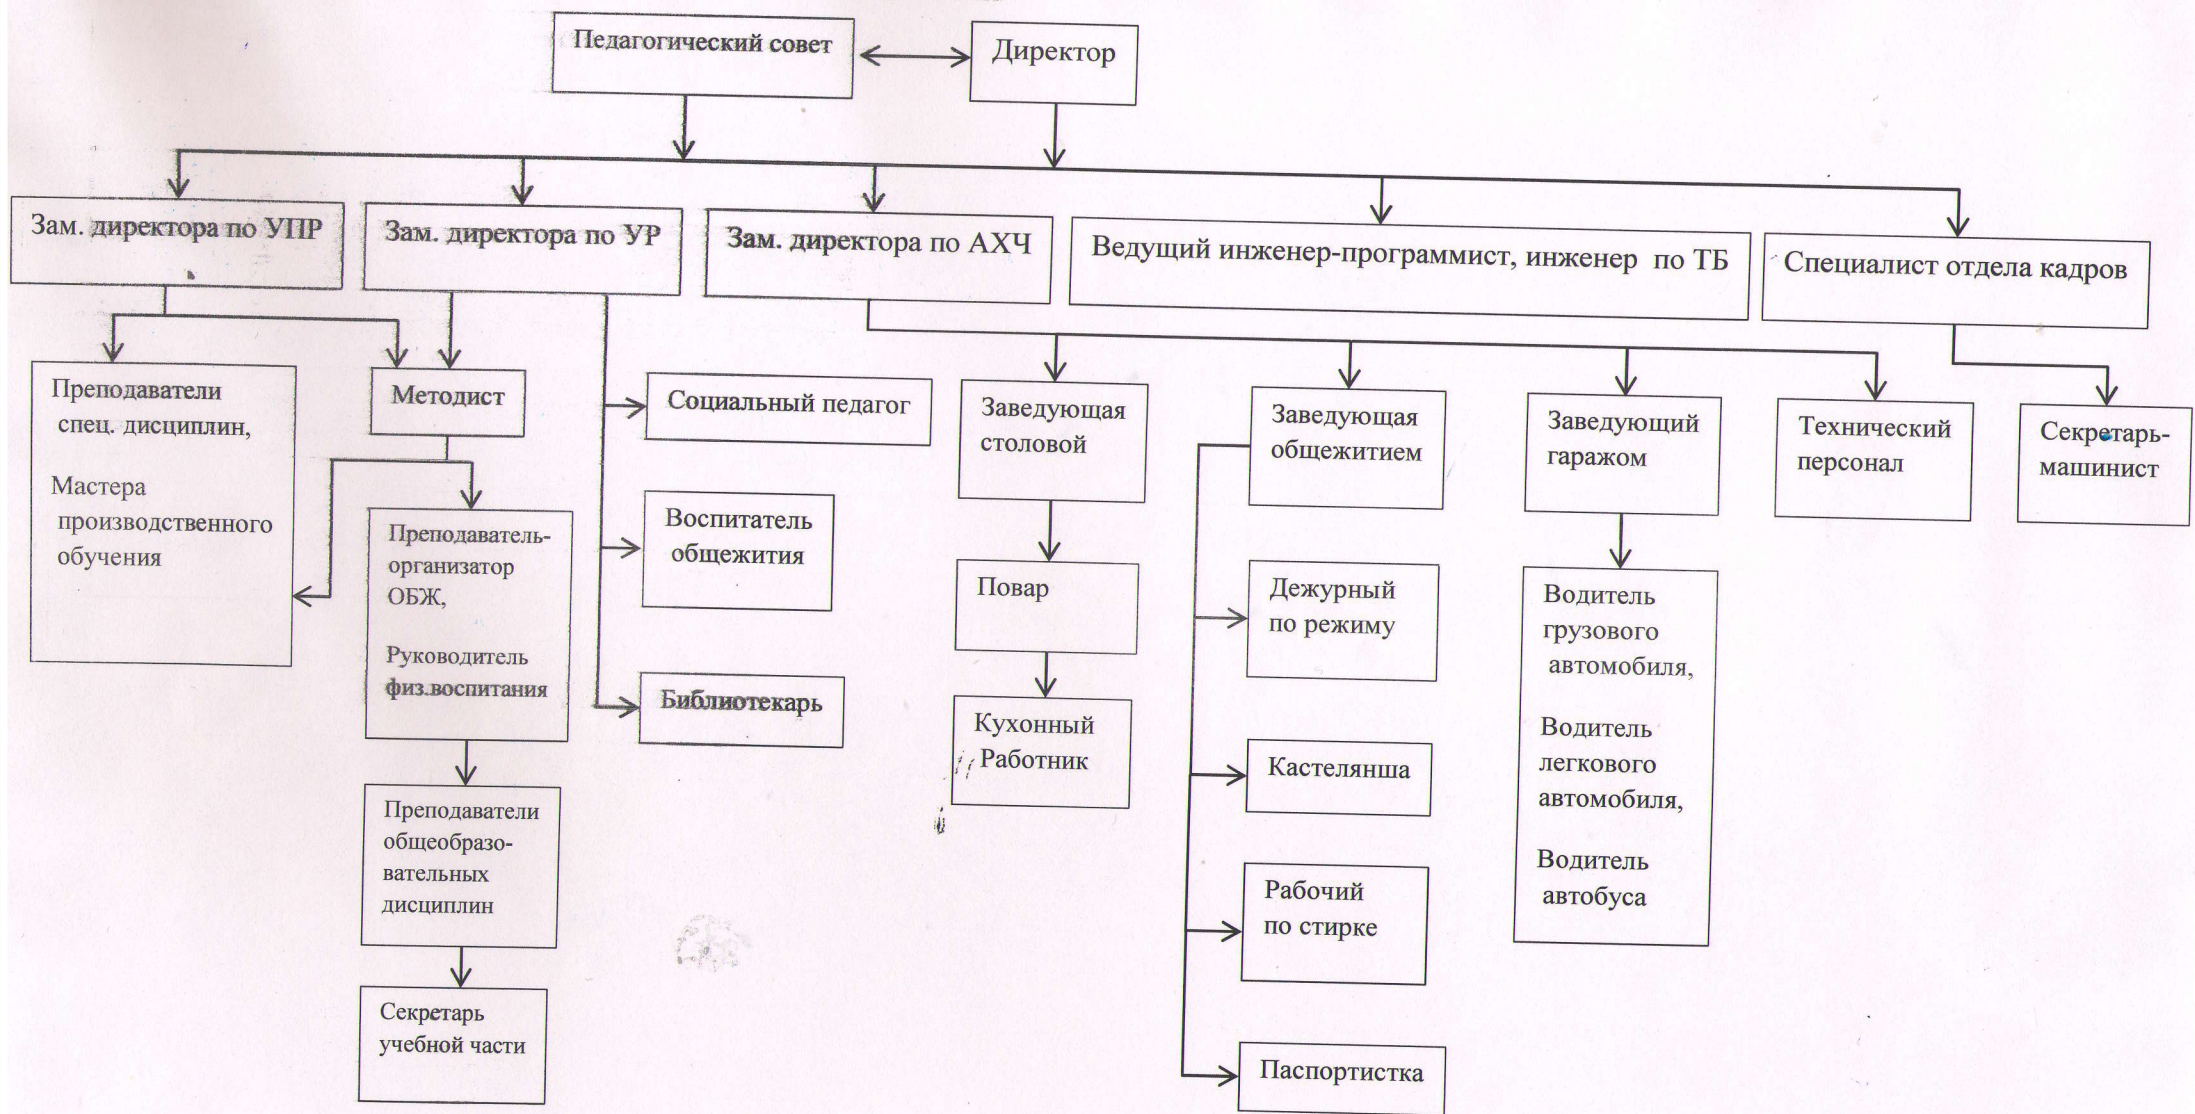 Педагогический совет
Директор
Зам. директора по УПР
Зам. директора по УР
Зам. директора по АХЧ
Ведущий инженер-программист, инженер  по ТБ
Специалист отдела кадров
Преподаватели
спец. дисциплин,
Мастера
производственного
обучения
Методист
Преподаватель-
организатор
ОБЖ,
Руководитель
физ.воспитания
Преподаватели
общеобразо-
вательных
дисциплин
Секретарь
учебной части
Социальный педагог
Воспитатель
общежития
Библиотекарь
Заведующая
столовой
Повар
Кухонный
Работник
Заведующая
общежитием
Дежурный
по режиму
Кастелянша
Рабочий
по стирке
Паспортистка
Заведующий
гаражом
Водитель
грузового
автомобиля,
Водитель
легкового
автомобиля,
Водитель
автобуса
Технический
персонал
Секретарь-
машинист